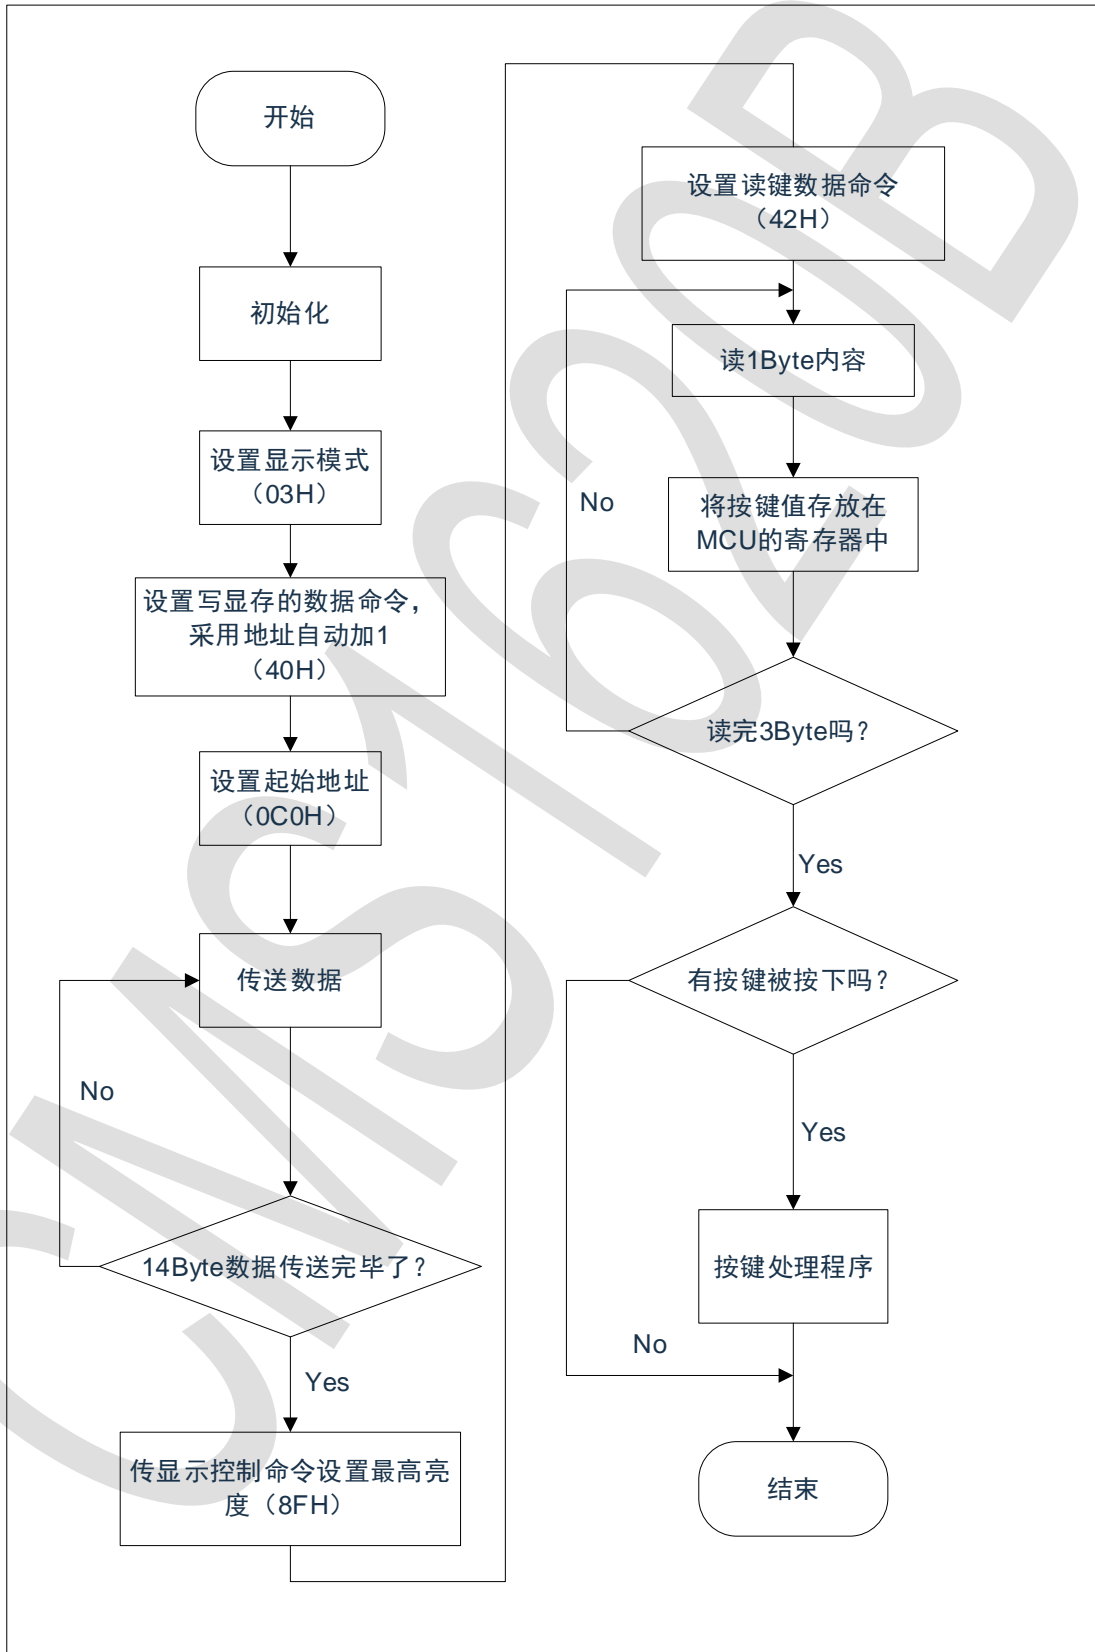 开始
初始化
设置显示模式
（03H）
设置写显存的数据命令，
采用地址自动加1
（40H）
设置起始地址
（0C0H）
传送数据
No
14Byte数据传送完毕了？
Yes
传显示控制命令设置最高亮
度（8FH）
设置读键数据命令
（42H）
读1Byte内容
No
将按键值存放在
MCU的寄存器中
读完3Byte吗？
Yes
有按键被按下吗？
Yes
按键处理程序
No
结束
CMS1620B